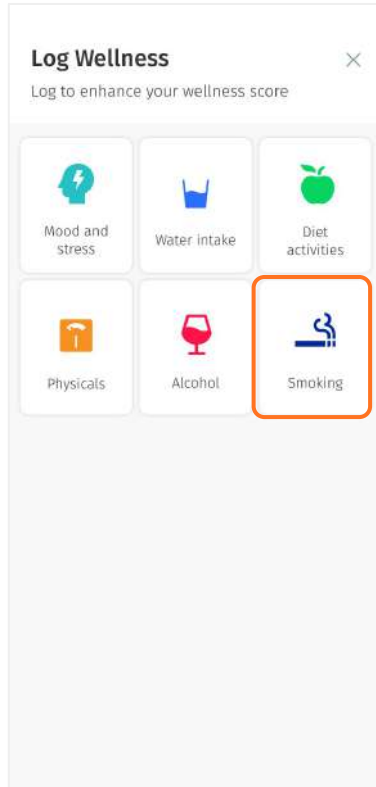 Log Wellness
Log to enhance your wellness score
Mood and
stress
Water intake
Diet
activities
Physicals
Alcohol
Smoking